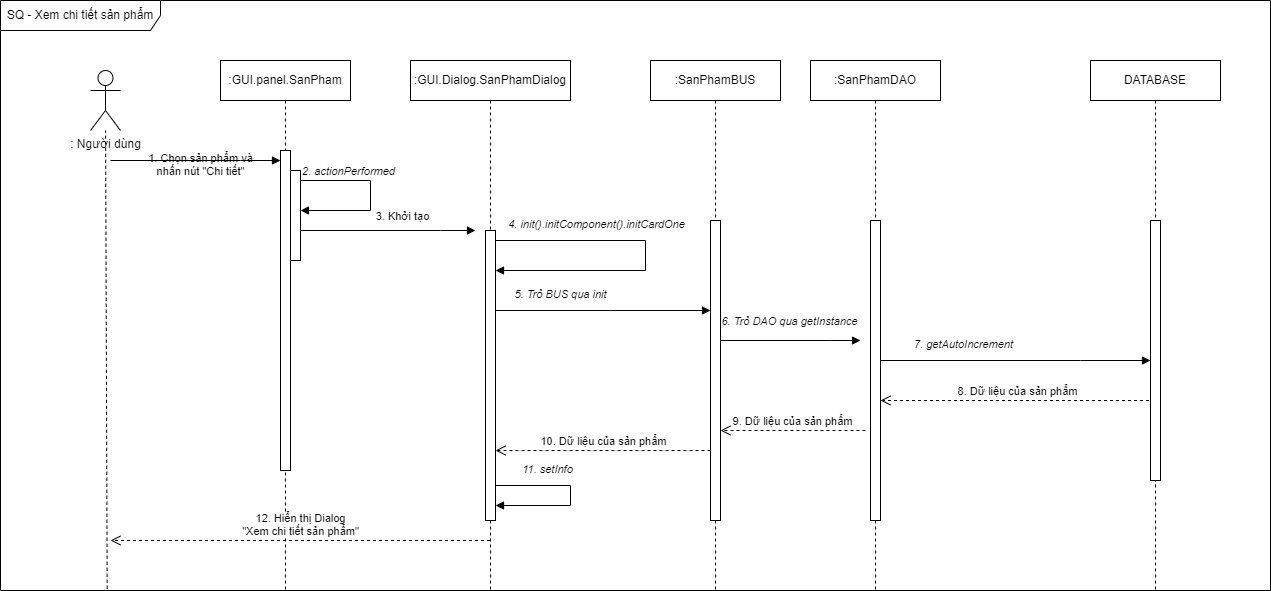 SQ - Xem chi tiết sản phẩm
:GUI.panel.SanPham
:GUI.Dialog.SanPhamDialog
:SanPhamBUS
:SanPhamDAO
DATABASE
: Người dùng
1. Chọn sản phẩm và
nhấn nút "Chi tiết"
2. actionPerformed
3. Khởi tạo
4. init().initComponent().initCardOne
5. Trỏ BUS qua init
6. Trỏ DAO qua getInstance
7. getAutoIncrement
8. Dữ liệu của sản phẩm
9. Dữ liệu của sản phẩm
10. Dữ liệu của sản phẩm
11. setInfo
12. Hiển thị Dialog
"Xem chi tiết sản phẩm"